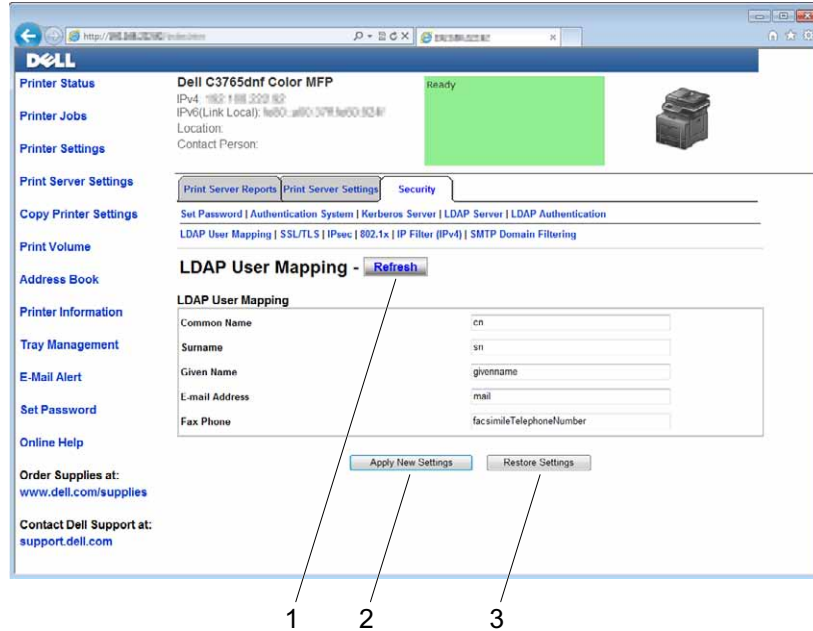 http://
DELL
Printer Status
Printer Jobs
Printer Settings
Print Server Settings
Copy Printer Settings
Print Volume
Address Book
Printer Information
Tray Management
E-Mail Alert
Set Password
Online Help
Order Supplies at:
www.dell.com/supplies
Contact Dell Support at:
support.dell.com
Dell C3765dnf Color MFP
IPv4:
IPv6(Link Local):
Location:
Contact Person:
Ready
Print Server Reports Print Server Settings Security
Set Password | Authentication System | Kerberos Server | LDAP Server | LDAP Authentication
LDAP User Mapping | SSL/TLS | IPsec | 802.1x | IP Filter (IPv4) | SMTP Domain Filtering
LDAP User Mapping - Refresh
LDAP User Mapping
Common Name cn
Surname sn
Given Name givenname
E-mail Address mail
Fax Phone facsimileTelephoneNumber
Apply New Settings Restore Settings
1 2 3